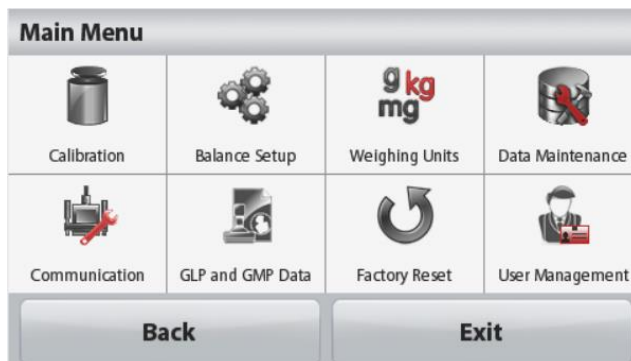 Main Menu
g kg
mg
Calibration Balance Setup Weighing Units Data Maintenance
Communication GLP and GMP Data Factory Reset User Management
Back Exit